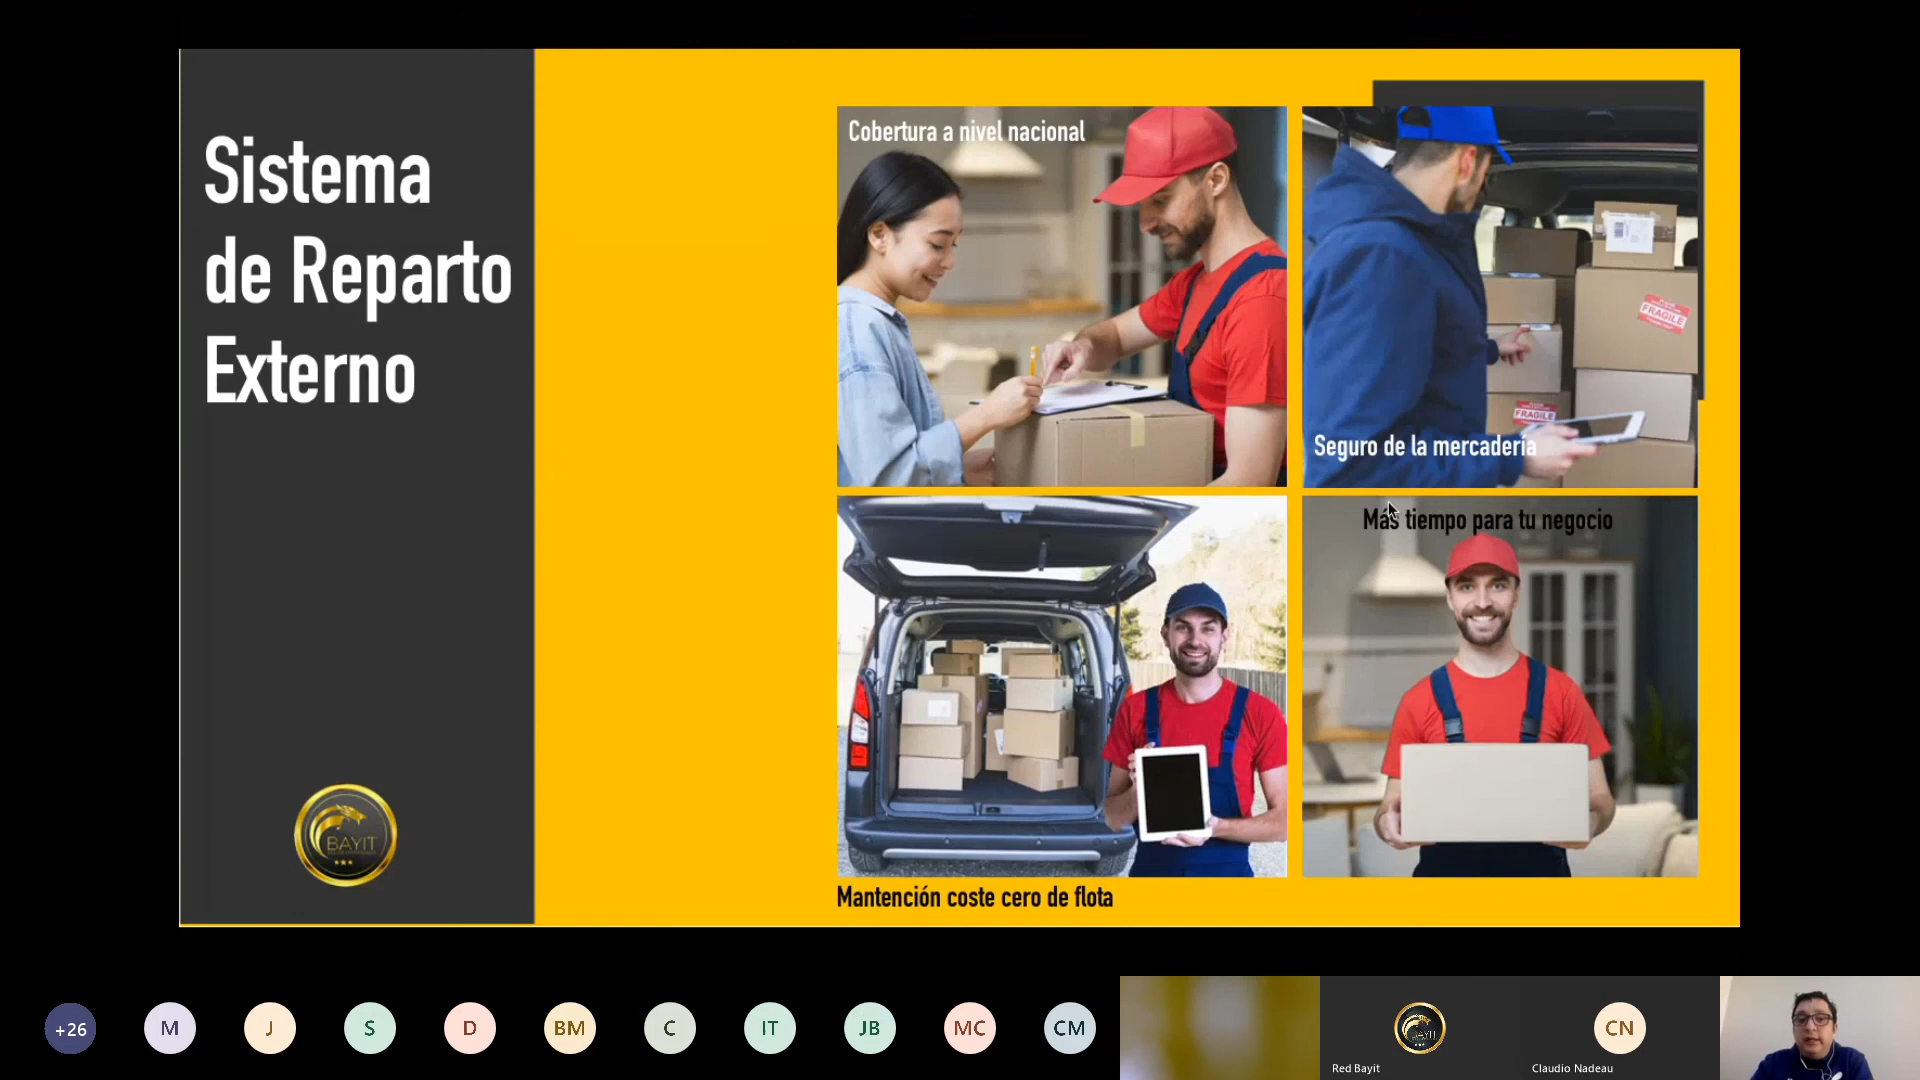 Sistema
de Reparto
Externo
BAYIT
Cobertura a nivel nacional
FRAGILE
FRAGILE
Seguro de la mercadería
Más tiempo para tu negocio
Mantención coste cero de flota
+26
M
J
S
D
BM
C
IT
JB
MC
CM
BAYIT
Red Bayit
CN
Claudio Nadeau